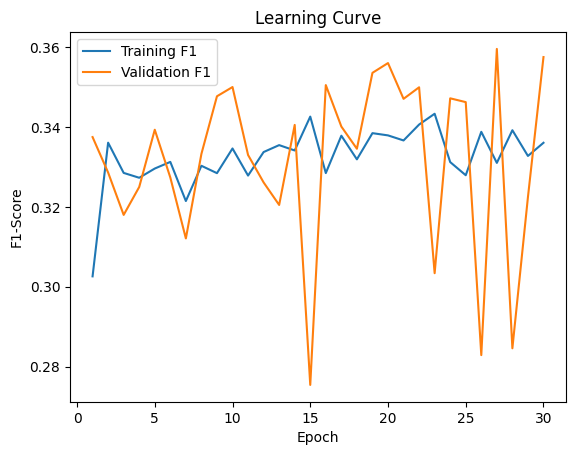 Learning Curve
Training F1
Validation F1
0.36
0.34
0.32
0.30
0.28
F1-Score
0 5 10 15 20 25 30
Epoch